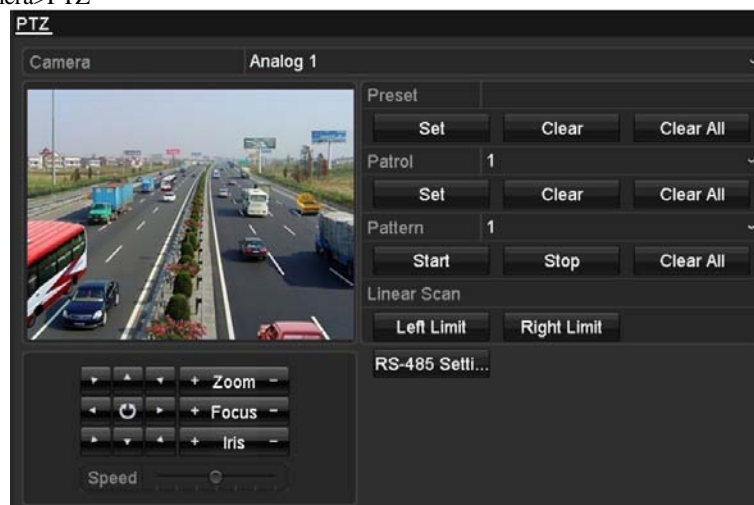 PTZ
Camera Analog 1
Preset
Set Clear Clear All
Patrol 1
Set Clear Clear All
Pattern 1
Start Stop Clear All
Linear Scan
Left Limit Right Limit
RS-485 Setti...
+ Zoom -
+ Focus -
+ Iris -
Speed